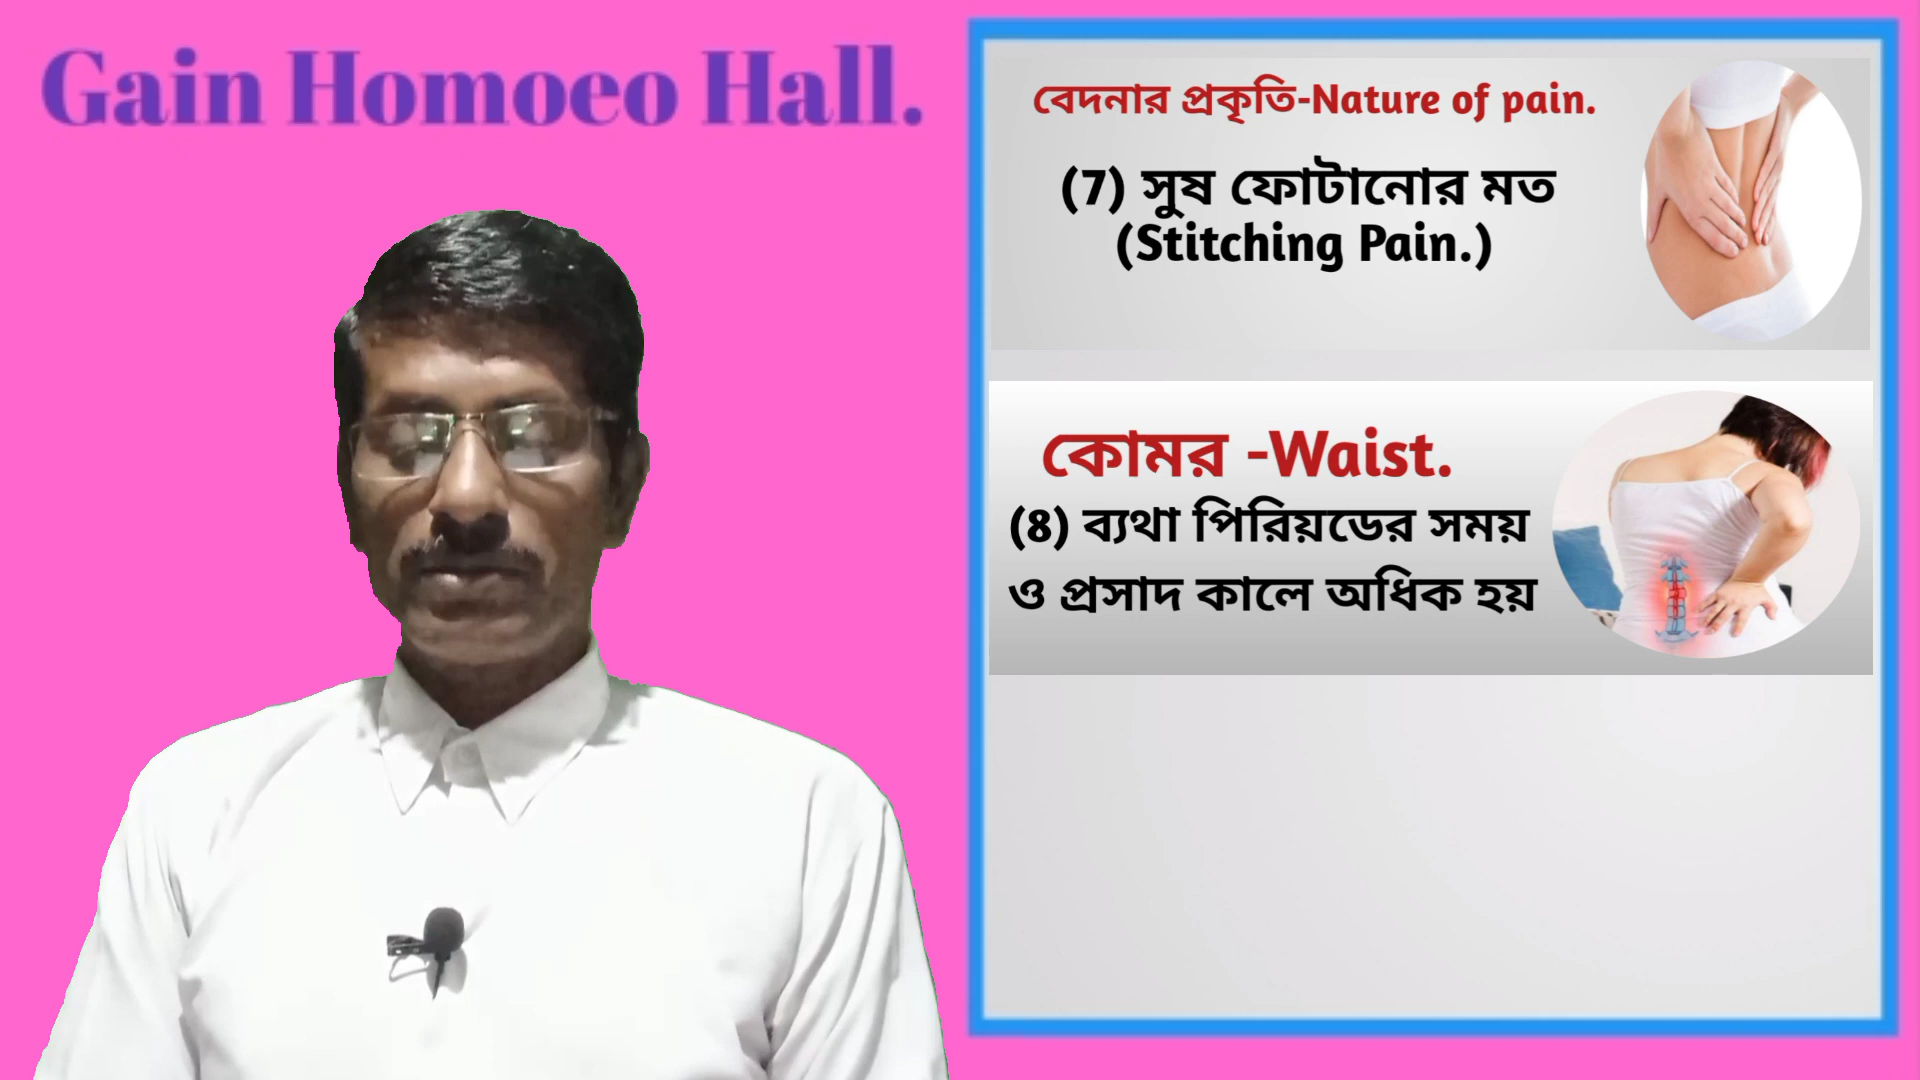 Gain Homoeo Hall.
বেদনার প্রকৃতি-Nature of pain.
(7) সুষ ফোটানোর মত
(Stitching Pain.)
কোমর -Waist.
(8) ব্যথা পিরিয়ডের সময়
ও প্রসাদ কালে অধিক হয়